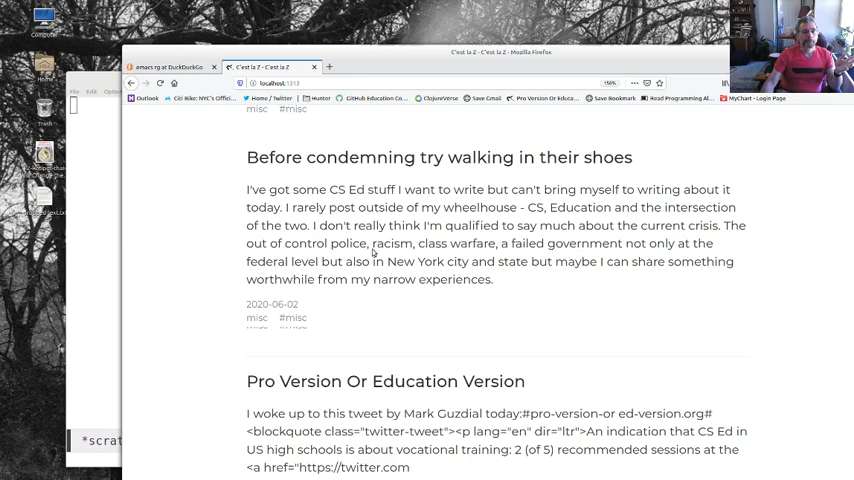 Computer
Home
Trash
File Edit Options
*scrat
C'est la Z - C'est la Z - Mozilla Firefox
emacs rg at DuckDuckGo
C'est la Z - C'est la Z
localhost:1313
150%
Outlook
Citi Bike: NYC's Offici...
Home / Twitter
Hunter
GitHub Education Co...
ClojureVerse
Save Gmail
Pro Version Or Educa...
Save Bookmark
Read Programming Al...
MyChart - Login Page
misc #misc
Before condemning try walking in their shoes
I've got some CS Ed stuff I want to write but can't bring myself to writing about it
today. I rarely post outside of my wheelhouse - CS, Education and the intersection
of the two. I don't really think I'm qualified to say much about the current crisis. The
out of control police, racism, class warfare, a failed government not only at the
federal level but also in New York city and state but maybe I can share something
worthwhile from my narrow experiences.
2020-06-02
misc #misc
misc #misc
Pro Version Or Education Version
I woke up to this tweet by Mark Guzdial today:#pro-version-or ed-version.org#
<blockquote class="twitter-tweet"><p lang="en" dir="ltr">An indication that CS Ed in
US high schools is about vocational training: 2 (of 5) recommended sessions at the
<a href="https://twitter.com